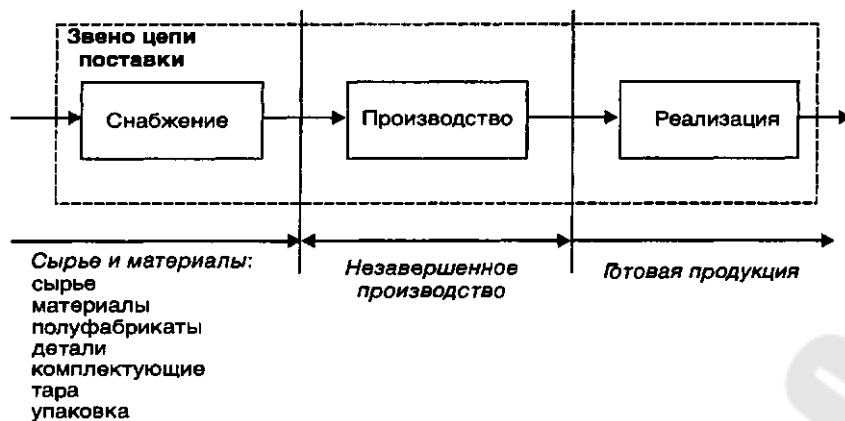 Звено цепи
поставки
Снабжение
Производство
Реализация
Сырье и материалы:
сырье
материалы
полуфабрикаты
детали
комплектующие
тара
упаковка
Незавершенное
производство
Готовая продукция